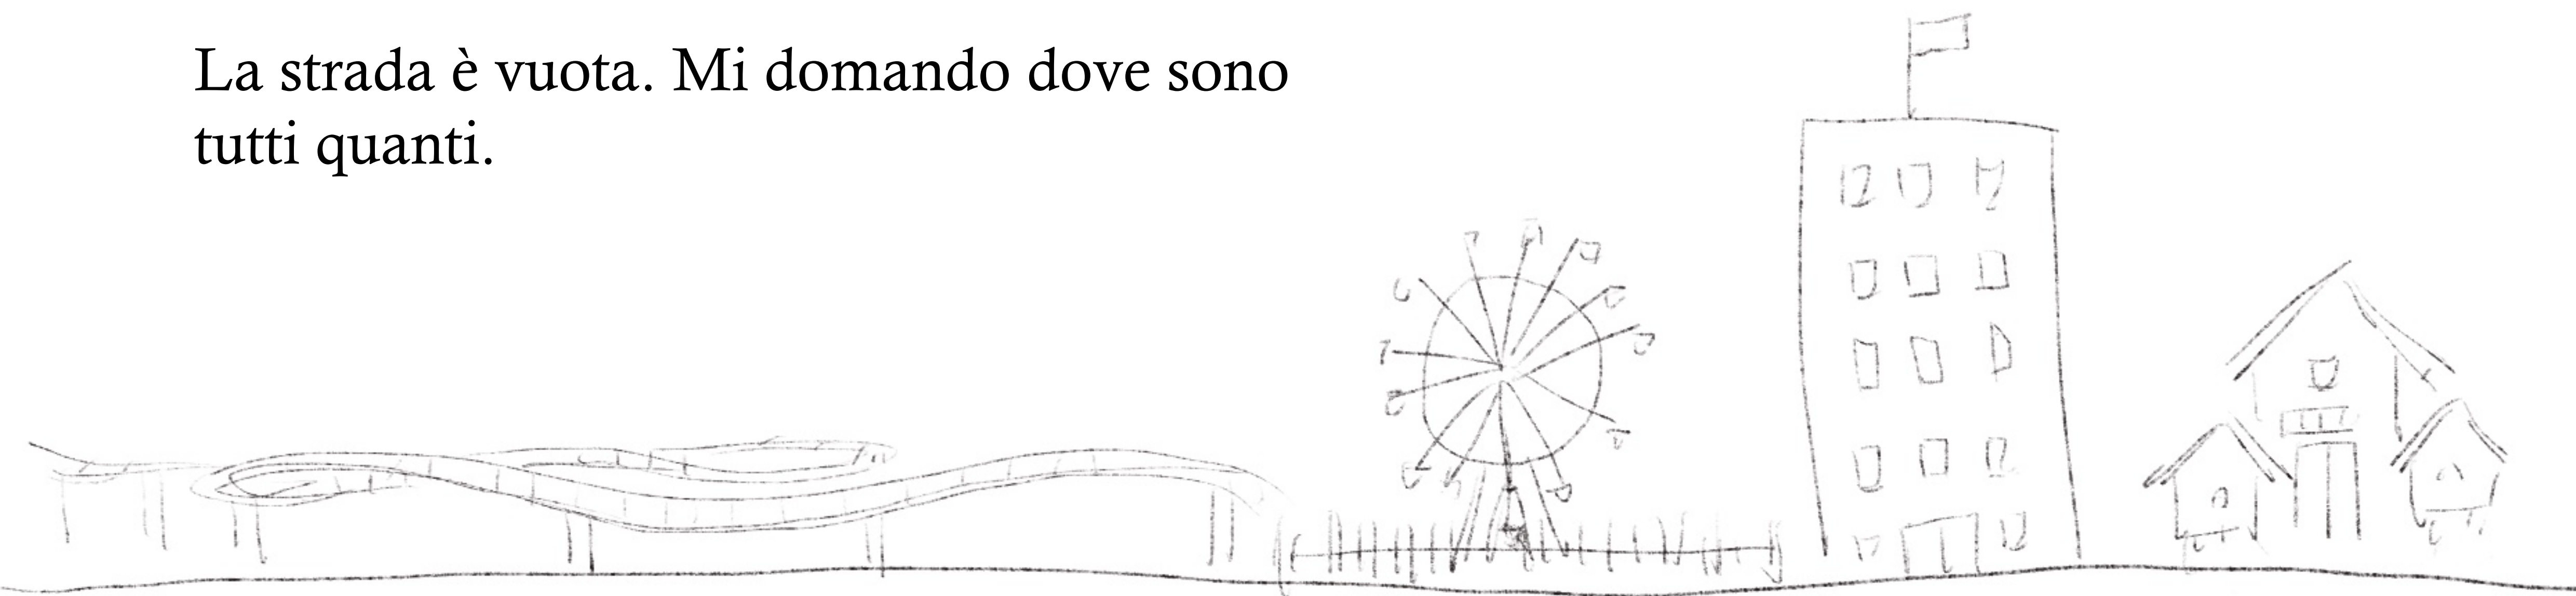 La strada è vuota. Mi domando dove sono
tutti quanti.